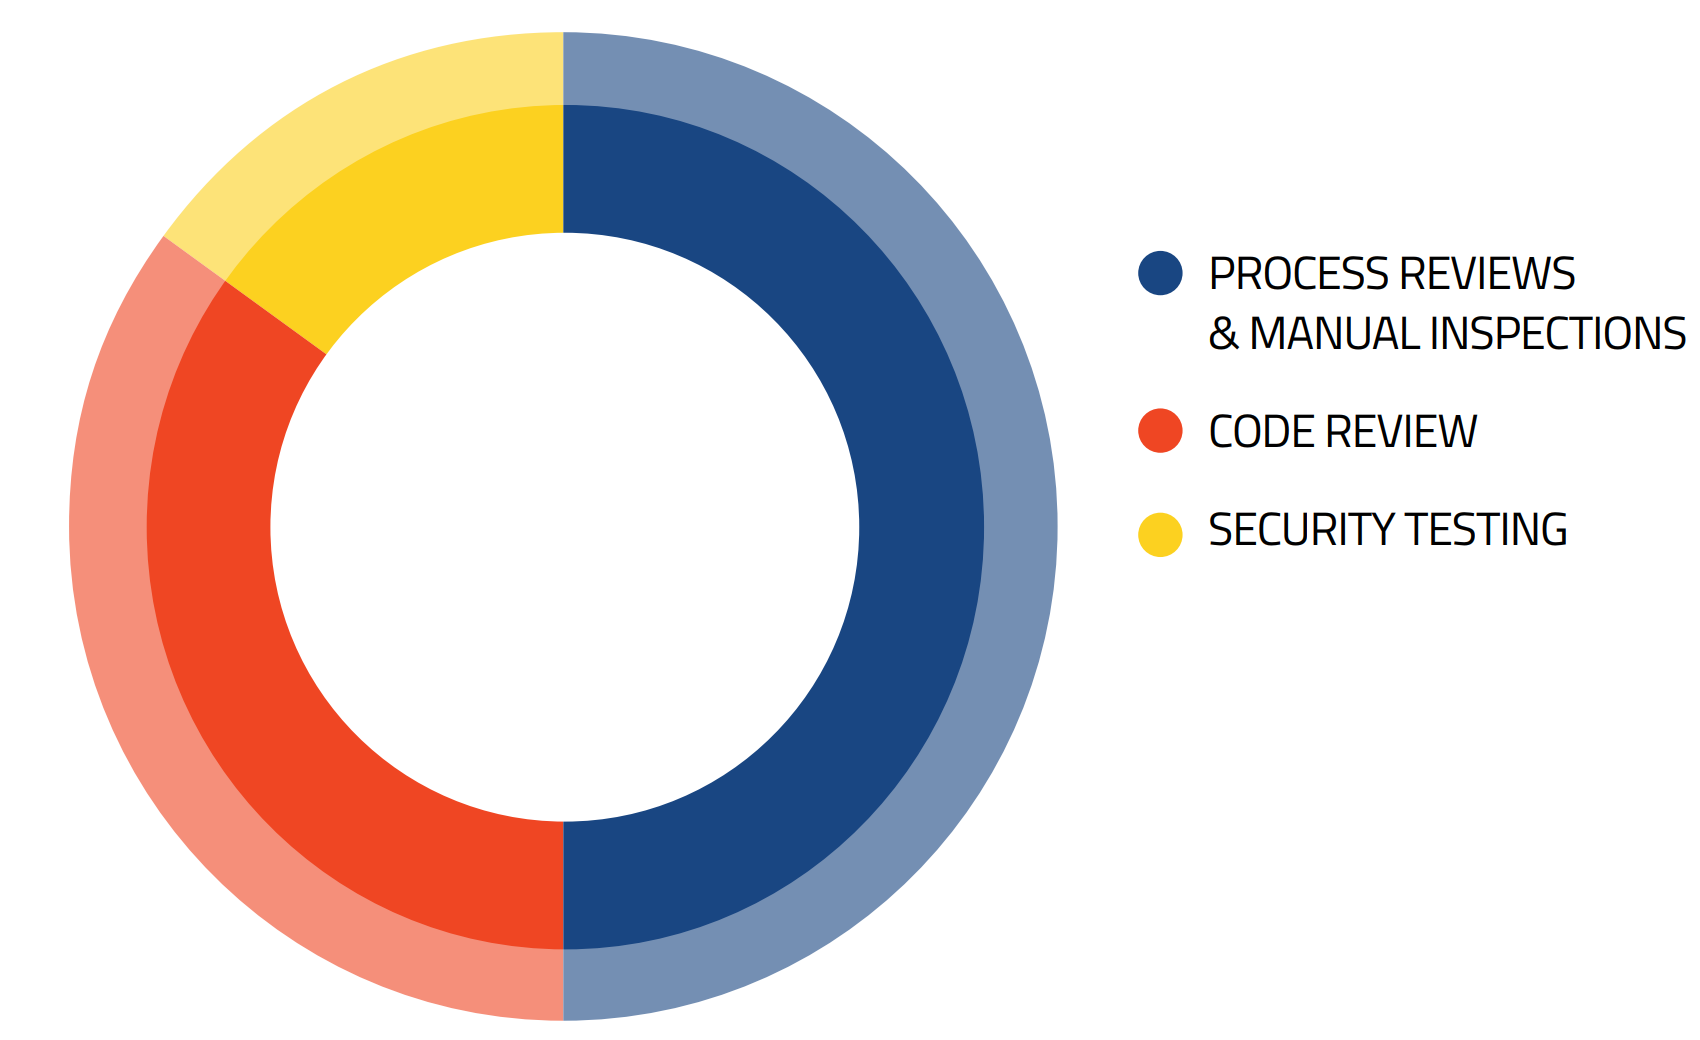 PROCESS REVIEWS
& MANUAL INSPECTIONS
CODE REVIEW
SECURITY TESTING